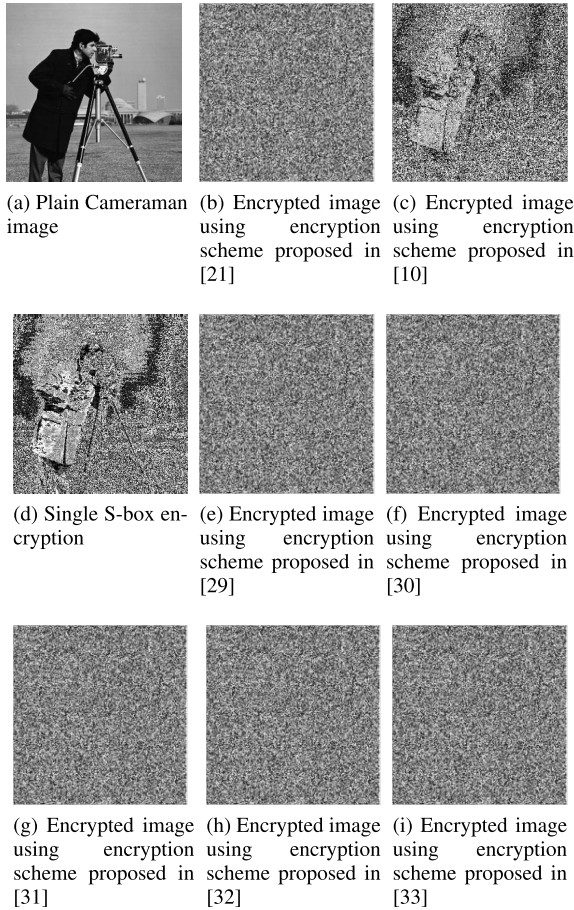 (a) Plain Cameraman
image
(b) Encrypted image
using encryption
scheme proposed in
[21]
(c) Encrypted image
using encryption
scheme proposed in
[10]
(d) Single S-box en-
cryption
(e) Encrypted image
using encryption
scheme proposed in
[29]
(f) Encrypted image
using encryption
scheme proposed in
[30]
(g) Encrypted image
using encryption
scheme proposed in
[31]
(h) Encrypted image
using encryption
scheme proposed in
[32]
(i) Encrypted image
using encryption
scheme proposed in
[33]